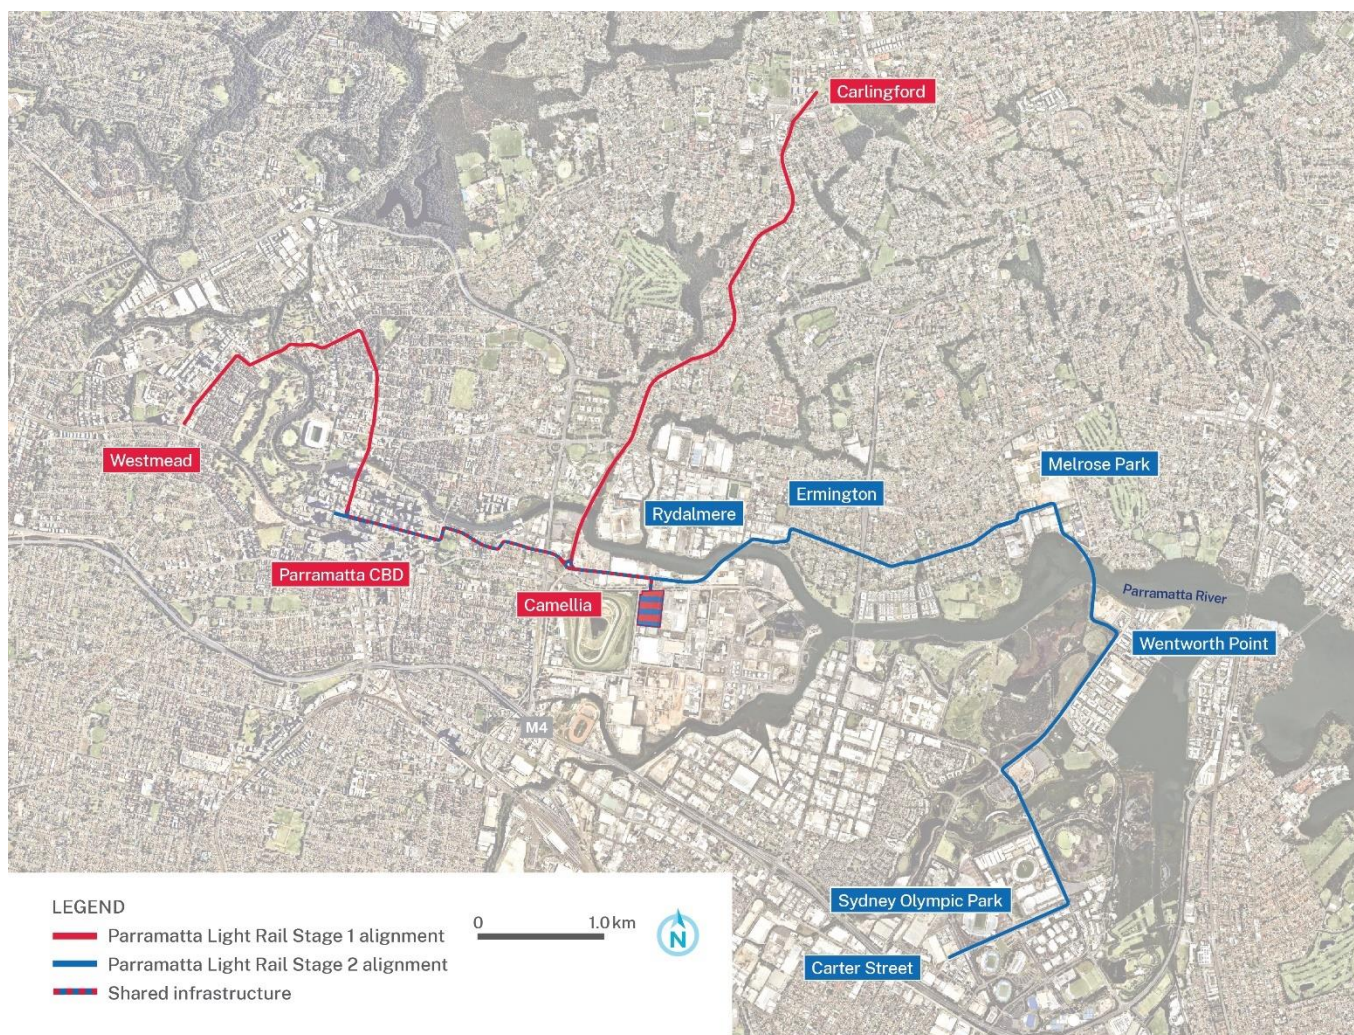 Carlingford
Westmead
Melrose Park
Ermington
Rydalmere
Parramatta CBD
Camellia
Parramatta River
Wentworth Point
M4
Sydney Olympic Park
Carter Street
LEGEND
Parramatta Light Rail Stage 1 alignment
Parramatta Light Rail Stage 2 alignment
Shared infrastructure
0 1.0 km
N